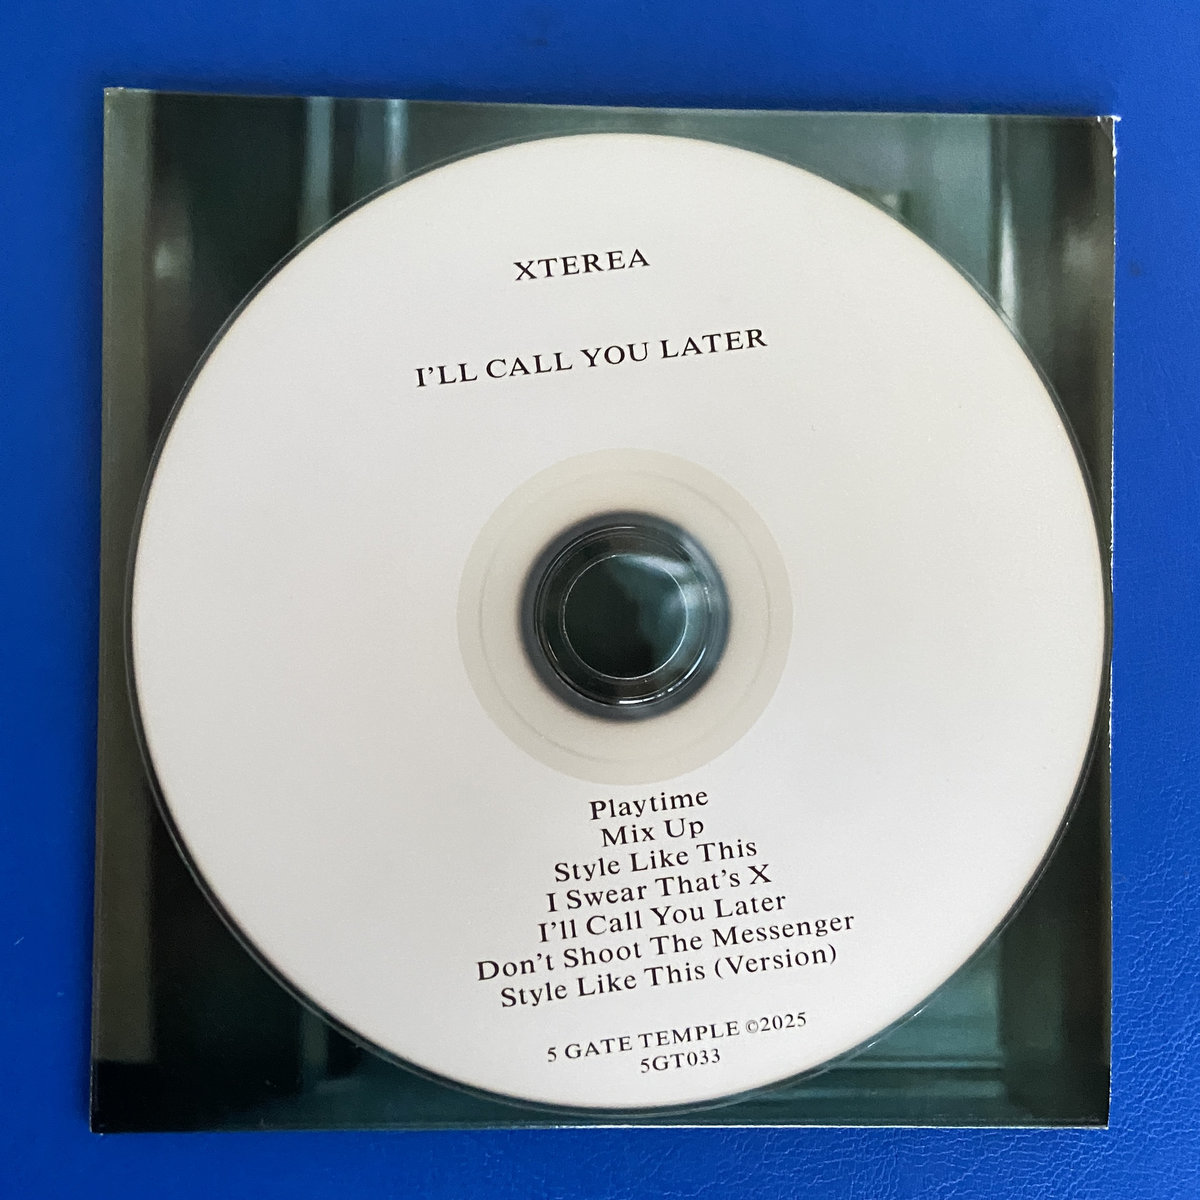 XTEREA
I’LL CALL YOU LATER
Playtime
Mix Up
Style Like This
I Swear That’s X
I’ll Call You Later
Don’t Shoot The Messenger
Style Like This (Version)
5 GATE TEMPLE ©2025
5GT033